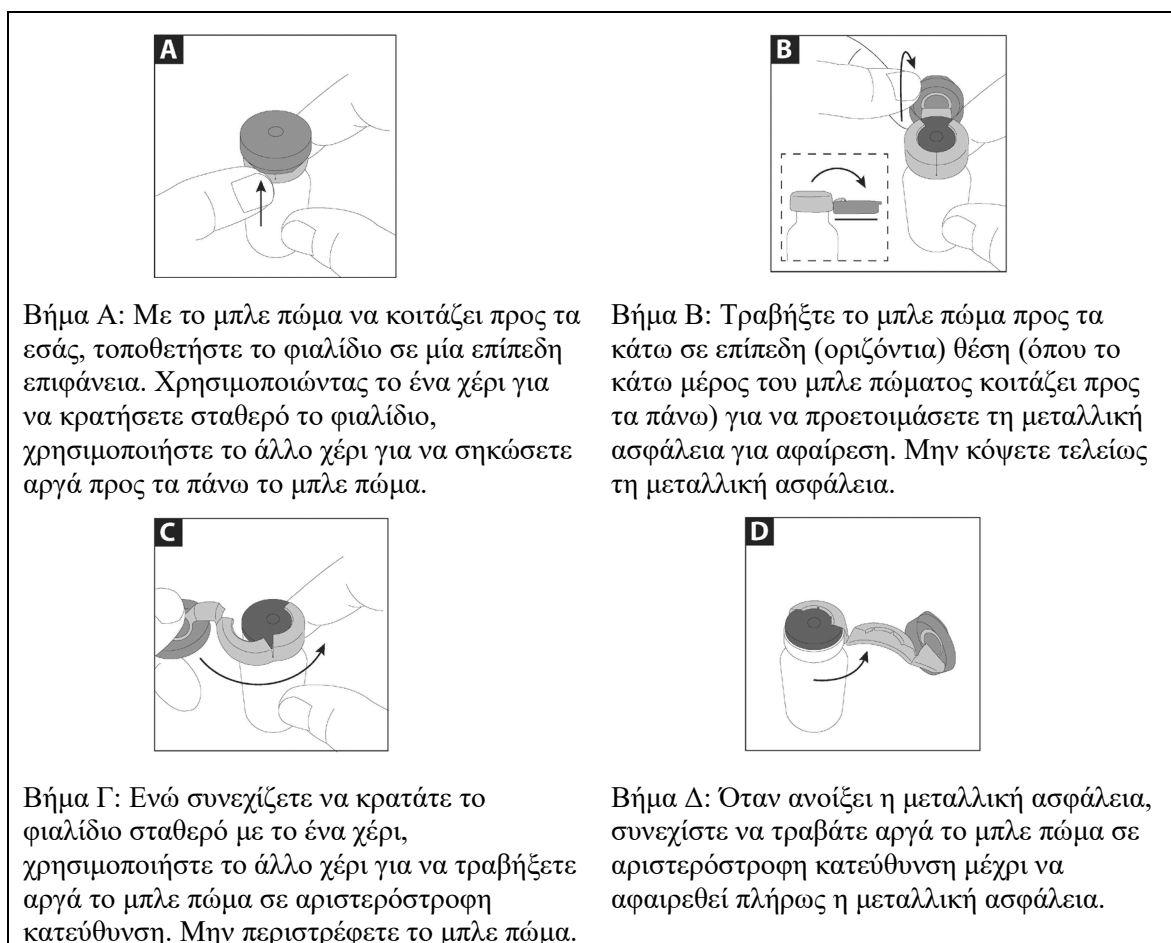 A
Βήμα Α: Με το μπλε πώμα να κοιτάζει προς τα
εσάς, τοποθετήστε το φιαλίδιο σε μία επίπεδη
επιφάνεια. Χρησιμοποιώντας το ένα χέρι για
να κρατήσετε σταθερό το φιαλίδιο,
χρησιμοποιήστε το άλλο χέρι για να σηκώσετε
αργά προς τα πάνω το μπλε πώμα.
B
Βήμα Β: Τραβήξτε το μπλε πώμα προς τα
κάτω σε επίπεδη (οριζόντια) θέση (όπου το
κάτω μέρος του μπλε πώματος κοιτάζει προς
τα πάνω) για να προετοιμάσετε τη μεταλλική
ασφάλεια για αφαίρεση. Μην κόψετε τελείως
τη μεταλλική ασφάλεια.
C
Βήμα Γ: Ενώ συνεχίζετε να κρατάτε το
φιαλίδιο σταθερό με το ένα χέρι,
χρησιμοποιήστε το άλλο χέρι για να τραβήξετε
αργά το μπλε πώμα σε αριστερόστροφη
κατεύθυνση. Μην περιστρέφετε το μπλε πώμα.
D
Βήμα Δ: Όταν ανοίξει η μεταλλική ασφάλεια,
συνεχίστε να τραβάτε αργά το μπλε πώμα σε
αριστερόστροφη κατεύθυνση μέχρι να
αφαιρεθεί πλήρως η μεταλλική ασφάλεια.